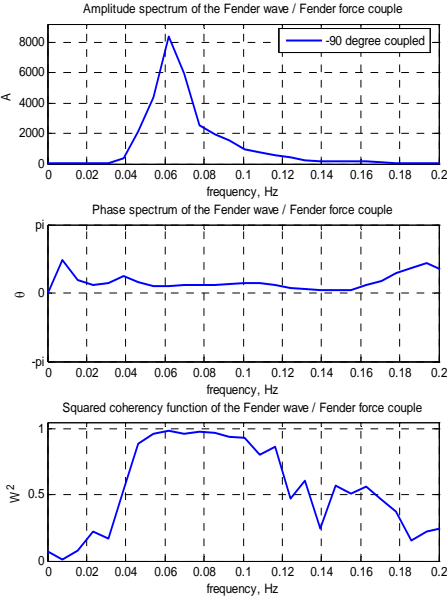 Amplitude spectrum of the Fender wave / Fender force couple
-90 degree coupled
8000
6000
4000
2000
0
A
0 0.02 0.04 0.06 0.08 0.1 0.12 0.14 0.16 0.18 0.2
frequency, Hz
Phase spectrum of the Fender wave / Fender force couple
pi
0
-pi
θ
0 0.02 0.04 0.06 0.08 0.1 0.12 0.14 0.16 0.18 0.2
frequency, Hz
Squared coherency function of the Fender wave / Fender force couple
1
0.5
0
W²
0 0.02 0.04 0.06 0.08 0.1 0.12 0.14 0.16 0.18 0.2
frequency, Hz